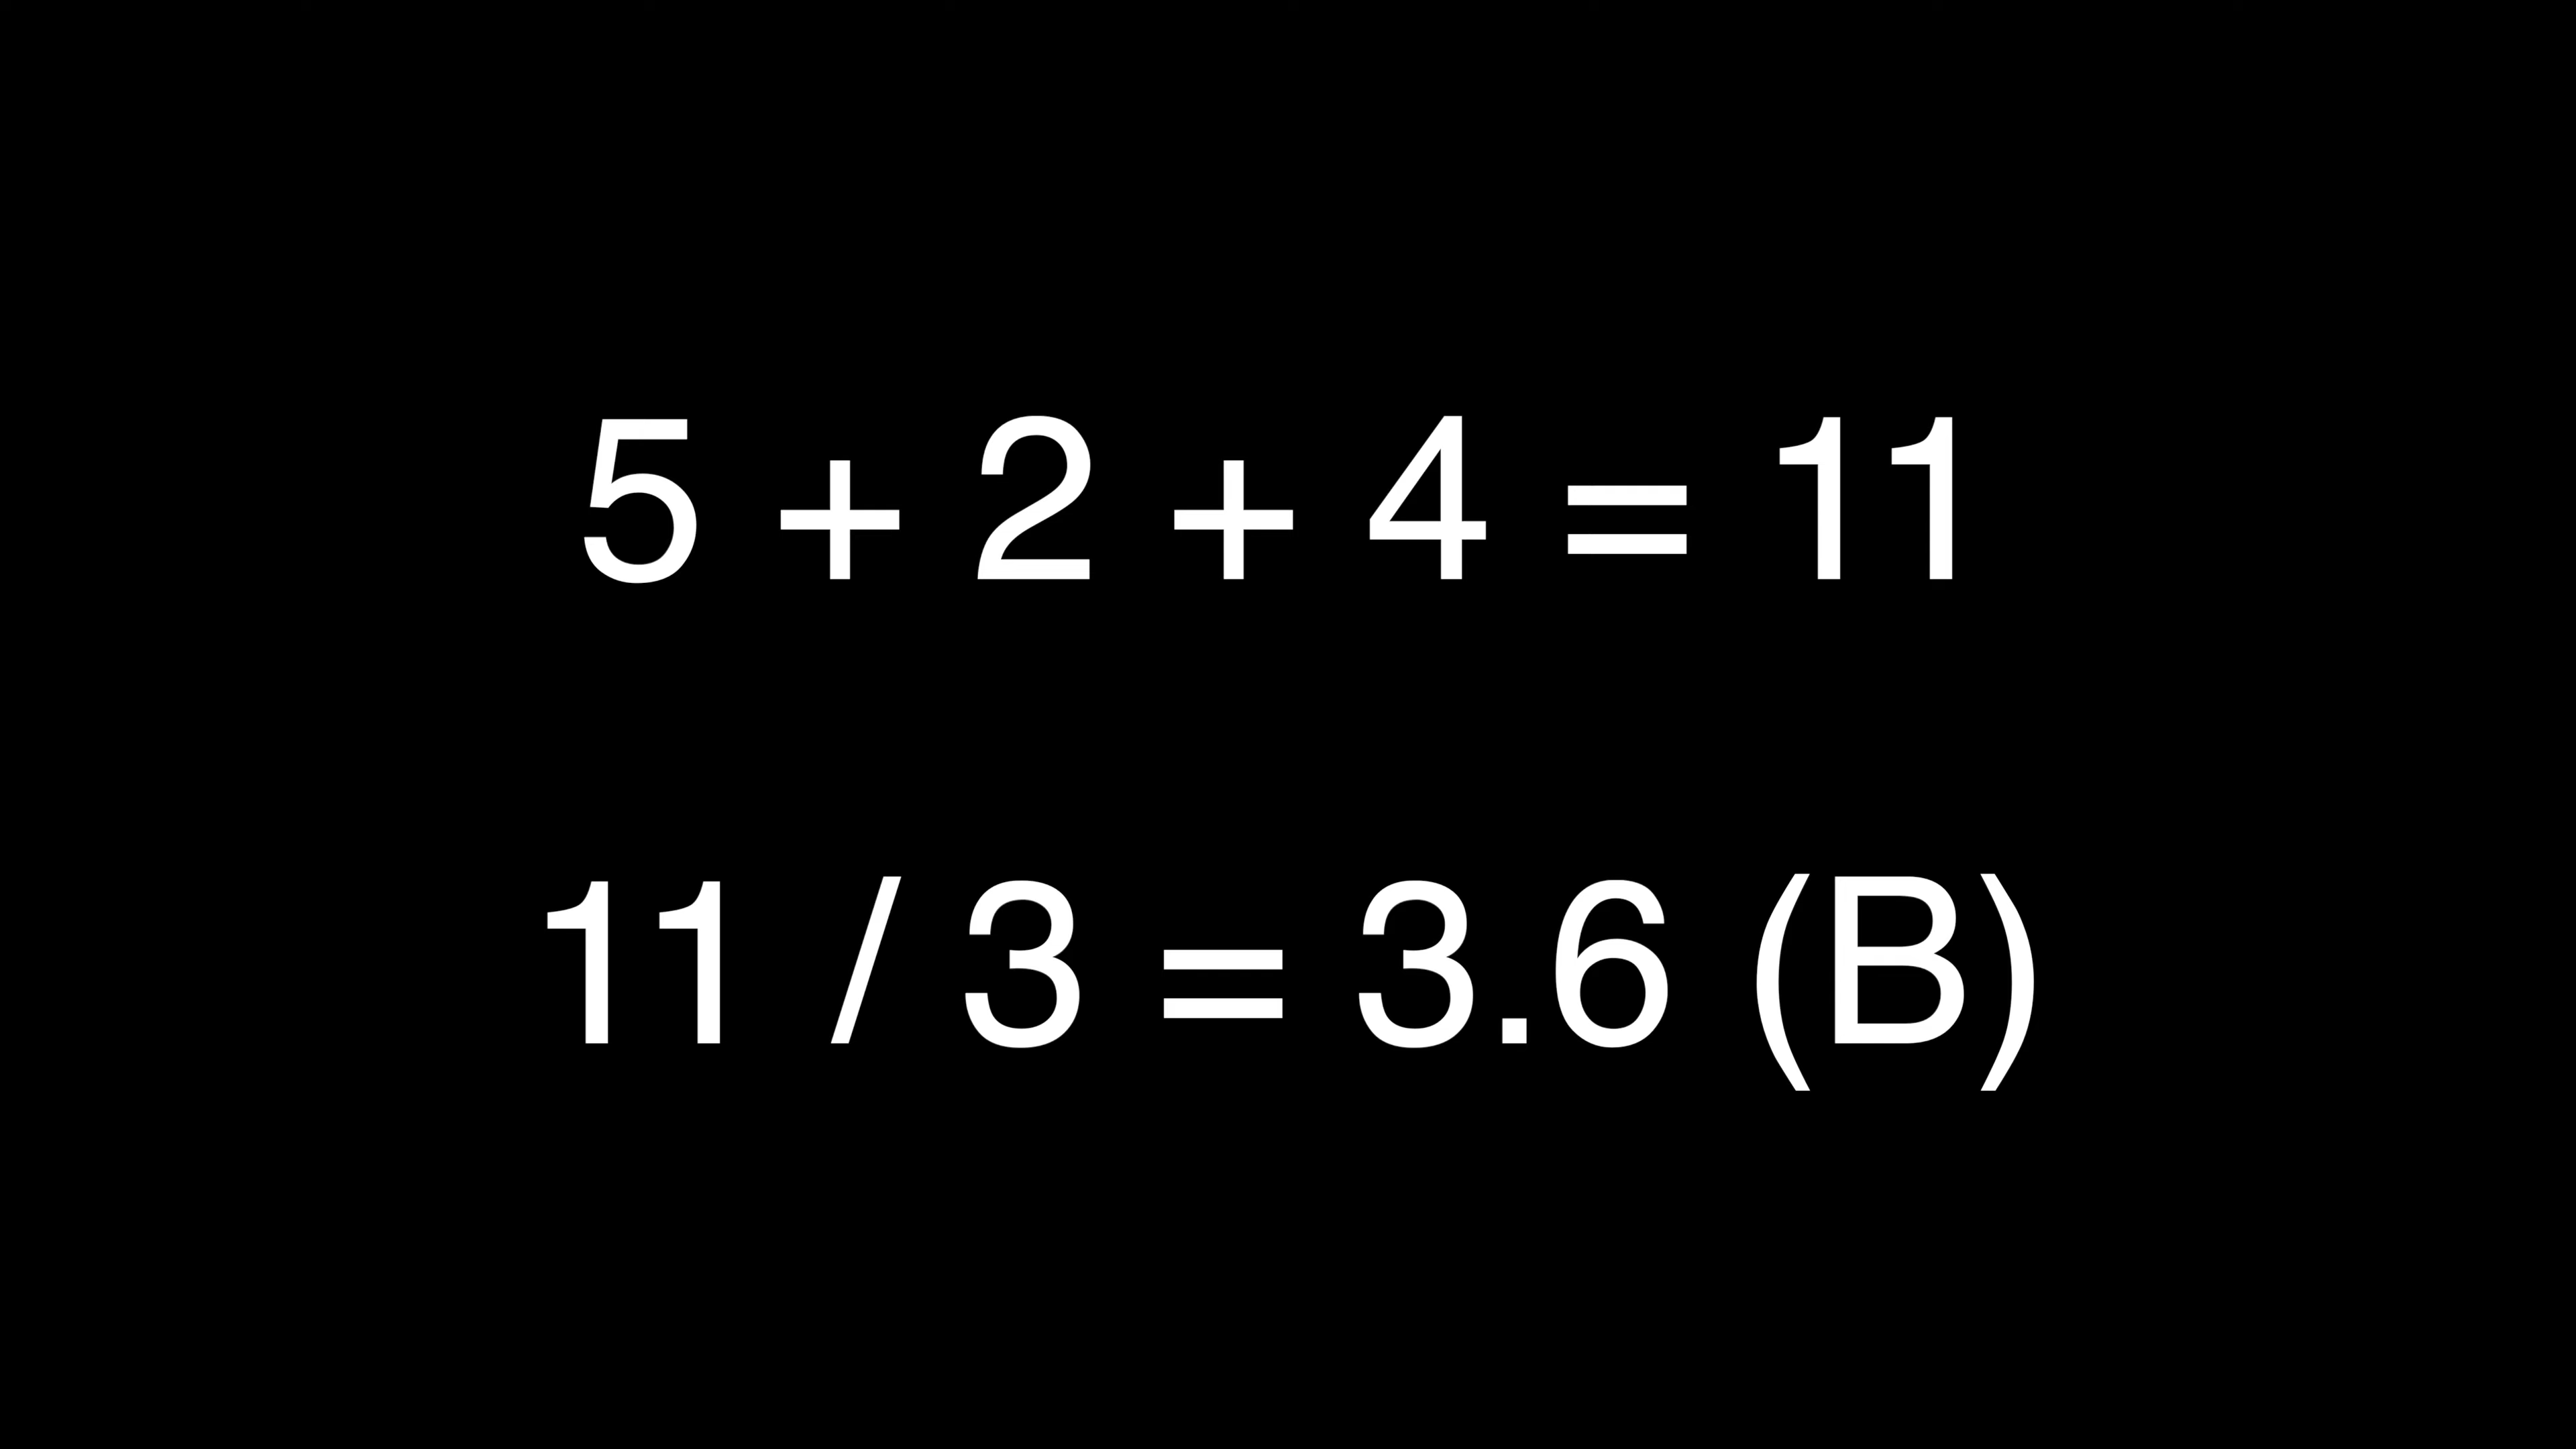 5 + 2 + 4 = 11
11 / 3 = 3.6 (B)